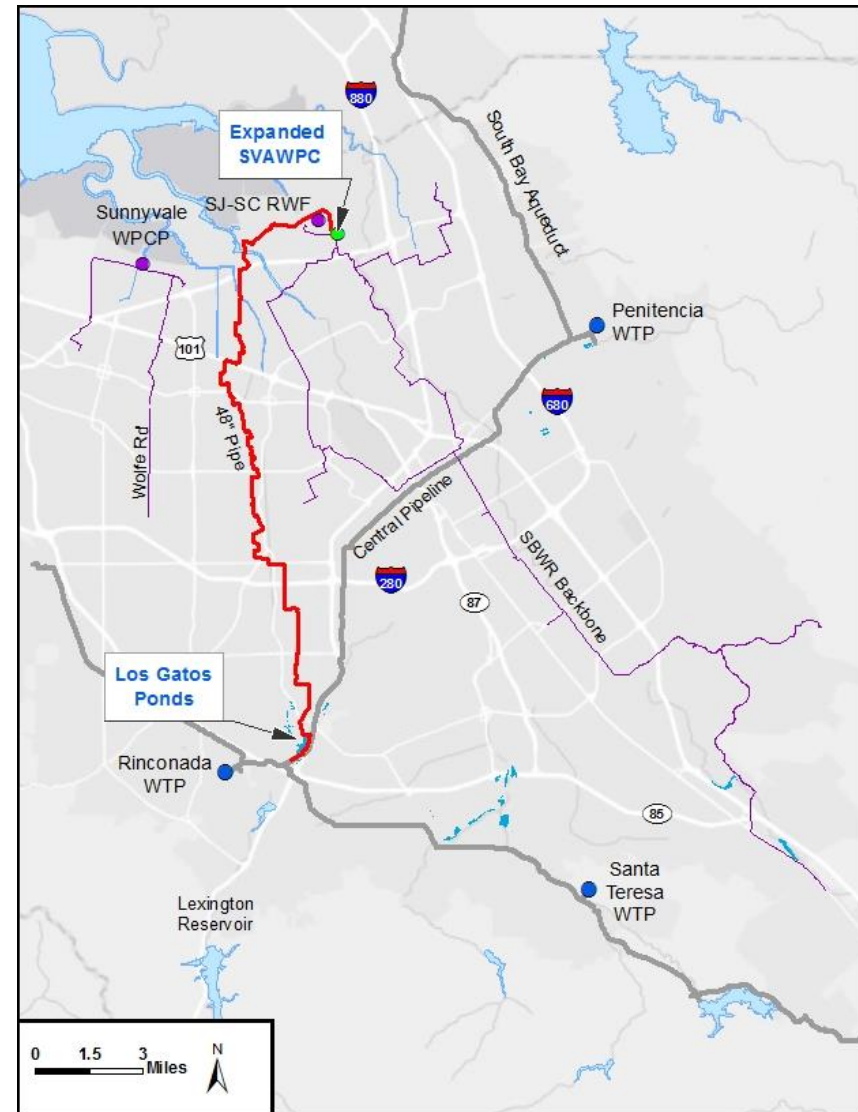 880
Expanded
SVAWPC
South Bay Aqueduct
SJ-SC RWF
Sunnyvale
WPCP
Penitencia
WTP
101
680
48" Pipe
Wolfe Rd
Central Pipeline
SBWR Backbone
280
87
Los Gatos
Ponds
Rinconada
WTP
85
Santa
Teresa
WTP
Lexington
Reservoir
0 1.5 3
Miles
N